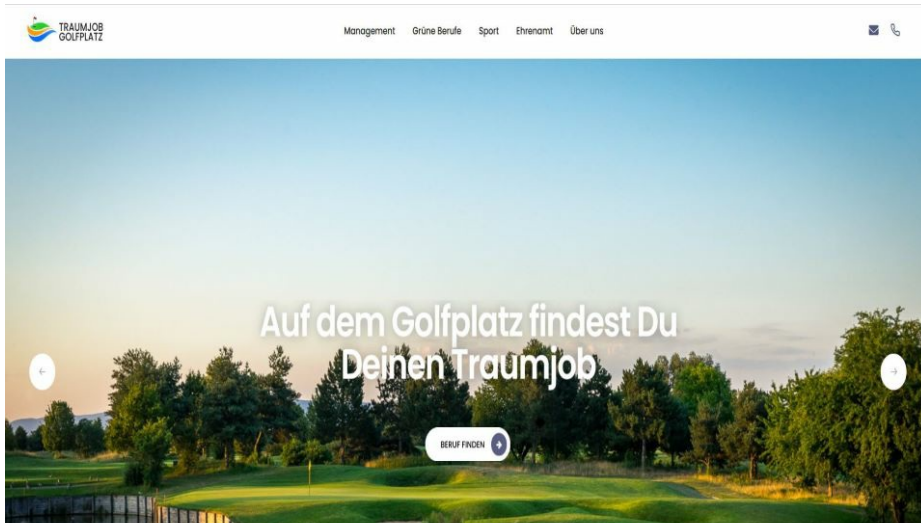 TRAUMJOB
GOLFPLATZ
Management Grüne Berufe Sport Ehrenamt Über uns
Auf dem Golfplatz findest Du
Deinen Traumjob
BERUF FINDEN